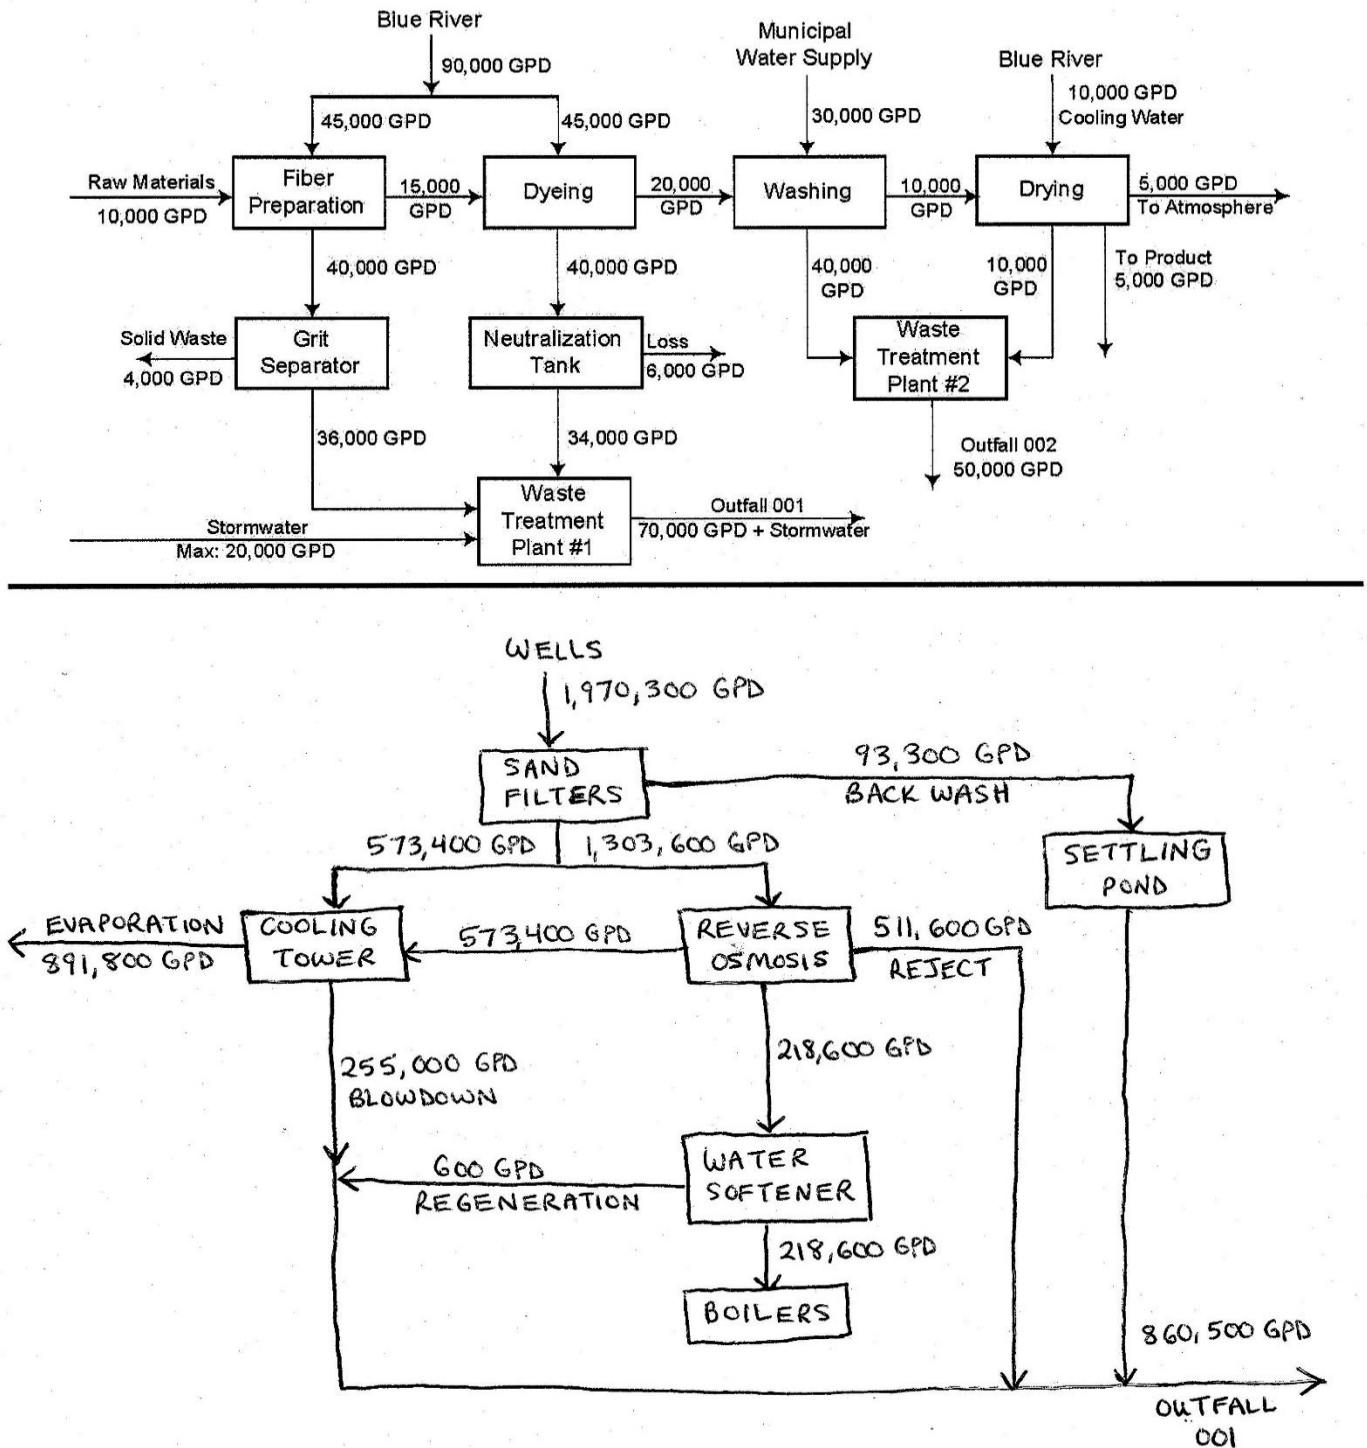 Blue River
90,000 GPD
45,000 GPD
45,000 GPD
Municipal
Water Supply
30,000 GPD
Blue River
10,000 GPD
Cooling Water
Raw Materials
10,000 GPD
Fiber
Preparation
15,000
GPD
Dyeing
20,000
GPD
Washing
10,000
GPD
Drying
5,000 GPD
To Atmosphere
40,000 GPD
40,000 GPD
40,000
GPD
10,000
GPD
To Product
5,000 GPD
Solid Waste
4,000 GPD
Grit
Separator
Neutralization
Tank
Loss
6,000 GPD
Waste
Treatment
Plant #2
36,000 GPD
34,000 GPD
Outfall 002
50,000 GPD
Stormwater
Max: 20,000 GPD
Waste
Treatment
Plant #1
Outfall 001
70,000 GPD + Stormwater
WELLS
1,970,300 GPD
SAND
FILTERS
93,300 GPD
BACK WASH
573,400 GPD
1,303,600 GPD
SETTLING
POND
EVAPORATION
891,800 GPD
COOLING
TOWER
573,400 GPD
REVERSE
OSMOSIS
511,600 GPD
REJECT
255,000 GPD
BLOWDOWN
218,600 GPD
600 GPD
REGENERATION
WATER
SOFTENER
218,600 GPD
BOILERS
860,500 GPD
OUTFALL
001